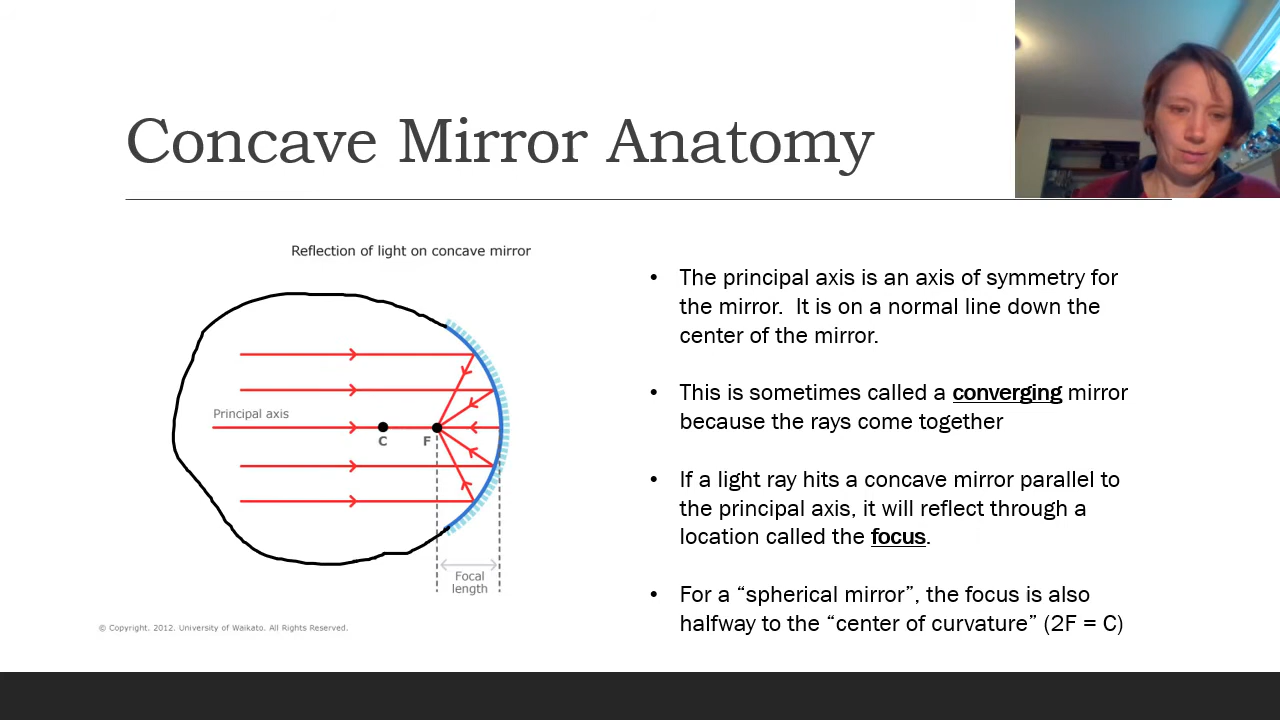 Concave Mirror Anatomy
Reflection of light on concave mirror
Principal axis
C
F
Focal
length
© Copyright. 2012. University of Waikato. All Rights Reserved.
• The principal axis is an axis of symmetry for
the mirror.  It is on a normal line down the
center of the mirror.
• This is sometimes called a converging mirror
because the rays come together
• If a light ray hits a concave mirror parallel to
the principal axis, it will reflect through a
location called the focus.
• For a “spherical mirror”, the focus is also
halfway to the “center of curvature” (2F = C)